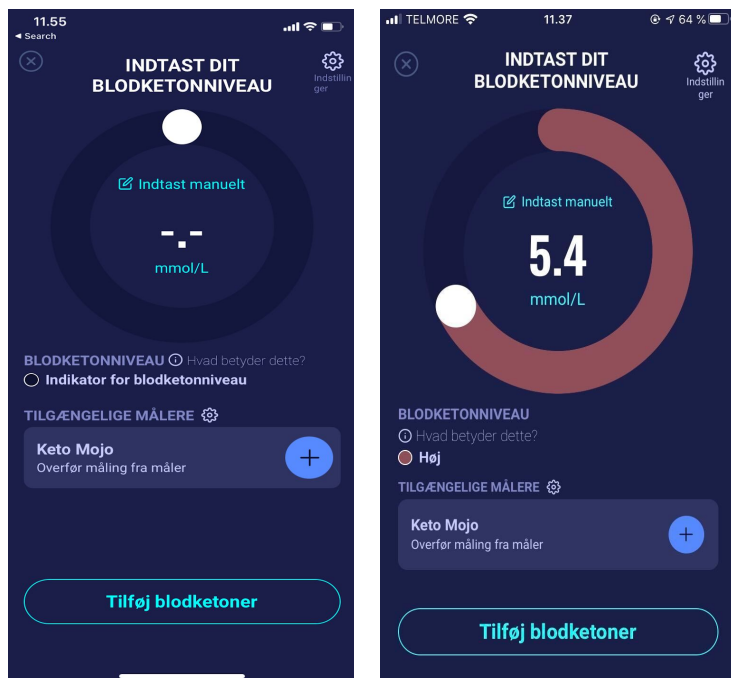 11.55
◄ Search
INDTAST DIT
BLODKETONNIVEAU
Indstillin
ger
Indtast manuelt
-.-
mmol/L
BLODKETONNIVEAU Hvad betyder dette?
Indikator for blodketonniveau
TILGÆNGELIGE MÅLERE
Keto Mojo
Overfør måling fra måler
Tilføj blodketoner
TELMORE 11.37 64 %
INDTAST DIT
BLODKETONNIVEAU
Indstillin
ger
Indtast manuelt
5.4
mmol/L
BLODKETONNIVEAU
Hvad betyder dette?
Høj
TILGÆNGELIGE MÅLERE
Keto Mojo
Overfør måling fra måler
Tilføj blodketoner